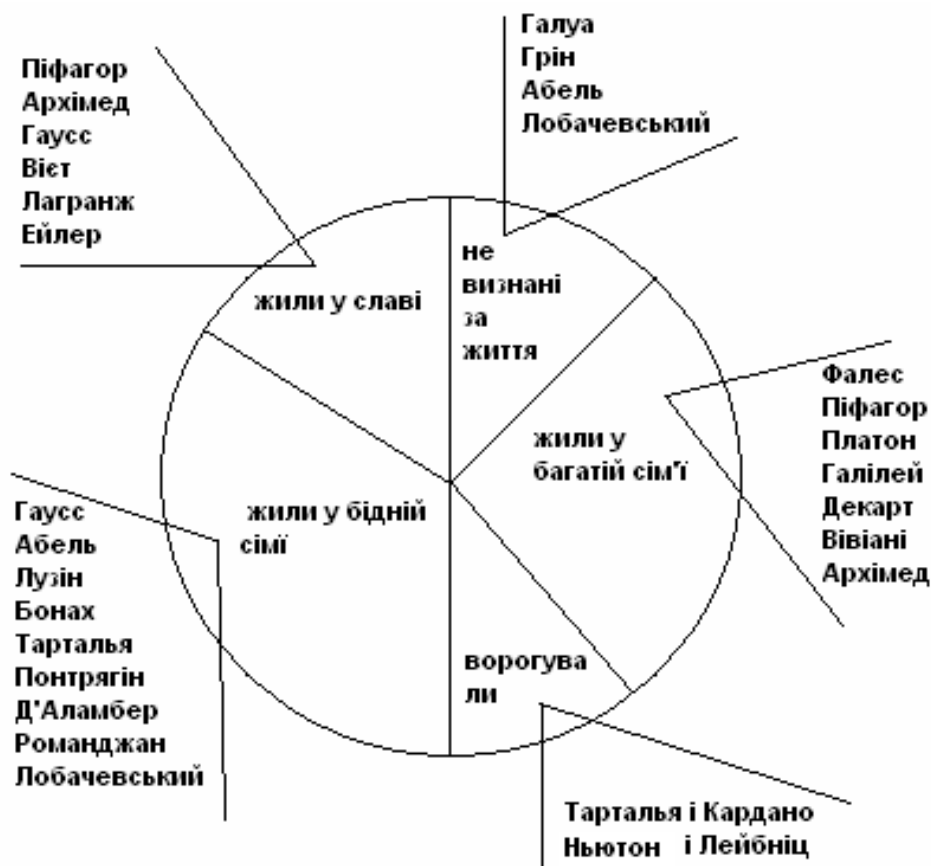 Піфагор
Архімед
Гаусс
Вієт
Лагранж
Ейлер
Галуа
Грін
Абель
Лобачевський
жили у славі
не
визнані
за
життя
Фалес
Піфагор
Платон
Галілей
Декарт
Вівіані
Архімед
жили у
багатій сім'ї
жили у бідній
сімї
Гаусс
Абель
Лузін
Бонах
Тарталья
Понтрягін
Д'Аламбер
Романджан
Лобачевський
ворогува
ли
Тарталья і Кардано
Ньютон і Лейбніц